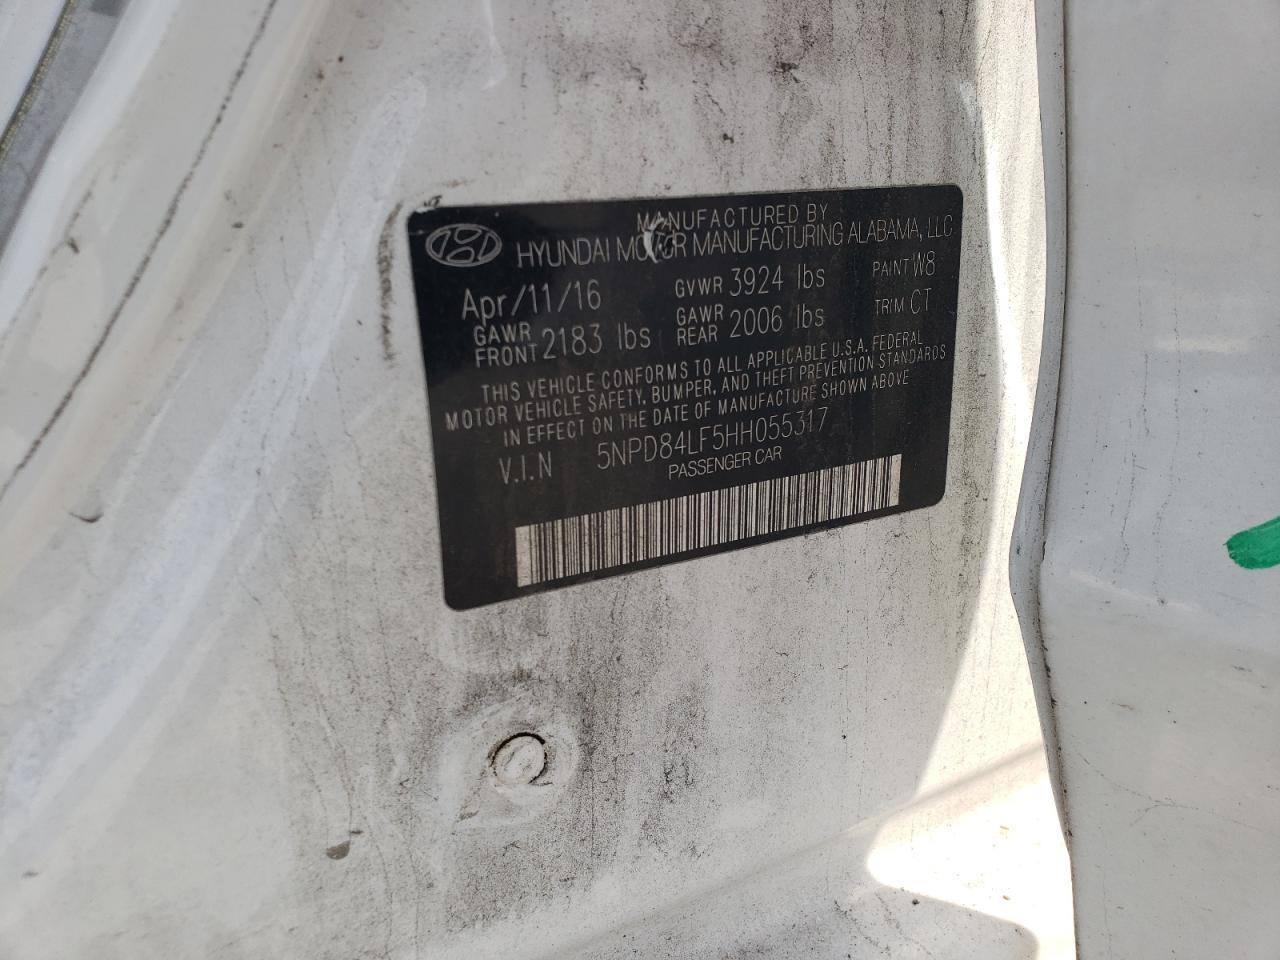 MANUFACTURED BY
HYUNDAI MOTOR MANUFACTURING ALABAMA, LLC
Apr/11/16 GVWR 3924 lbs PAINT W8
GAWR FRONT 2183 lbs GAWR REAR 2006 lbs TRIM CT
THIS VEHICLE CONFORMS TO ALL APPLICABLE U.S.A. FEDERAL
MOTOR VEHICLE SAFETY, BUMPER, AND THEFT PREVENTION STANDARDS
IN EFFECT ON THE DATE OF MANUFACTURE SHOWN ABOVE
V.I.N 5NPD84LF5HH055317
PASSENGER CAR